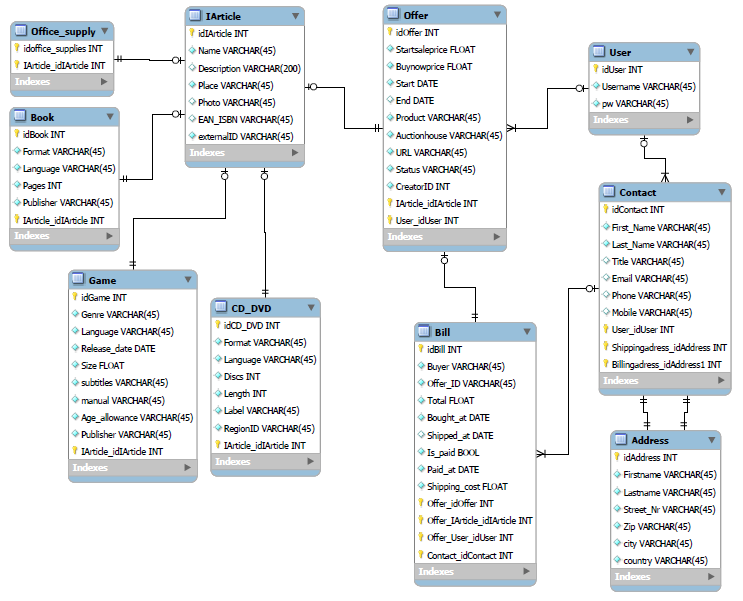 Office_supply
idoffice_supplies INT
IArticle_idIArticle INT
Indexes
IArticle
idIArticle INT
Name VARCHAR(45)
Description VARCHAR(200)
Place VARCHAR(45)
Photo VARCHAR(45)
EAN_ISBN VARCHAR(45)
externalID VARCHAR(45)
Indexes
Offer
idOffer INT
Startsaleprice FLOAT
Buynowprice FLOAT
Start DATE
End DATE
Product VARCHAR(45)
Auctionhouse VARCHAR(45)
URL VARCHAR(45)
Status VARCHAR(45)
CreatorID INT
IArticle_idIArticle INT
User_idUser INT
Indexes
User
idUser INT
Username VARCHAR(45)
pw VARCHAR(45)
Indexes
Book
idBook INT
Format VARCHAR(45)
Language VARCHAR(45)
Pages INT
Publisher VARCHAR(45)
IArticle_idIArticle INT
Indexes
Contact
idContact INT
First_Name VARCHAR(45)
Last_Name VARCHAR(45)
Title VARCHAR(45)
Email VARCHAR(45)
Phone VARCHAR(45)
Mobile VARCHAR(45)
User_idUser INT
Shippingadress_idAddress INT
Billingadress_idAddress1 INT
Indexes
Game
idGame INT
Genre VARCHAR(45)
Language VARCHAR(45)
Release_date DATE
Size FLOAT
subtitles VARCHAR(45)
manual VARCHAR(45)
Age_allowance VARCHAR(45)
Publisher VARCHAR(45)
IArticle_idIArticle INT
Indexes
CD_DVD
idCD_DVD INT
Format VARCHAR(45)
Language VARCHAR(45)
Discs INT
Length INT
Label VARCHAR(45)
RegionID VARCHAR(45)
IArticle_idIArticle INT
Indexes
Bill
idBill INT
Buyer VARCHAR(45)
Offer_ID VARCHAR(45)
Total FLOAT
Bought_at DATE
Shipped_at DATE
Is_paid BOOL
Paid_at DATE
Shipping_cost FLOAT
Offer_idOffer INT
Offer_IArticle_idIArticle INT
Offer_User_idUser INT
Contact_idContact INT
Indexes
Address
idAddress INT
Firstname VARCHAR(45)
Lastname VARCHAR(45)
Street_Nr VARCHAR(45)
Zip VARCHAR(45)
city VARCHAR(45)
country VARCHAR(45)
Indexes